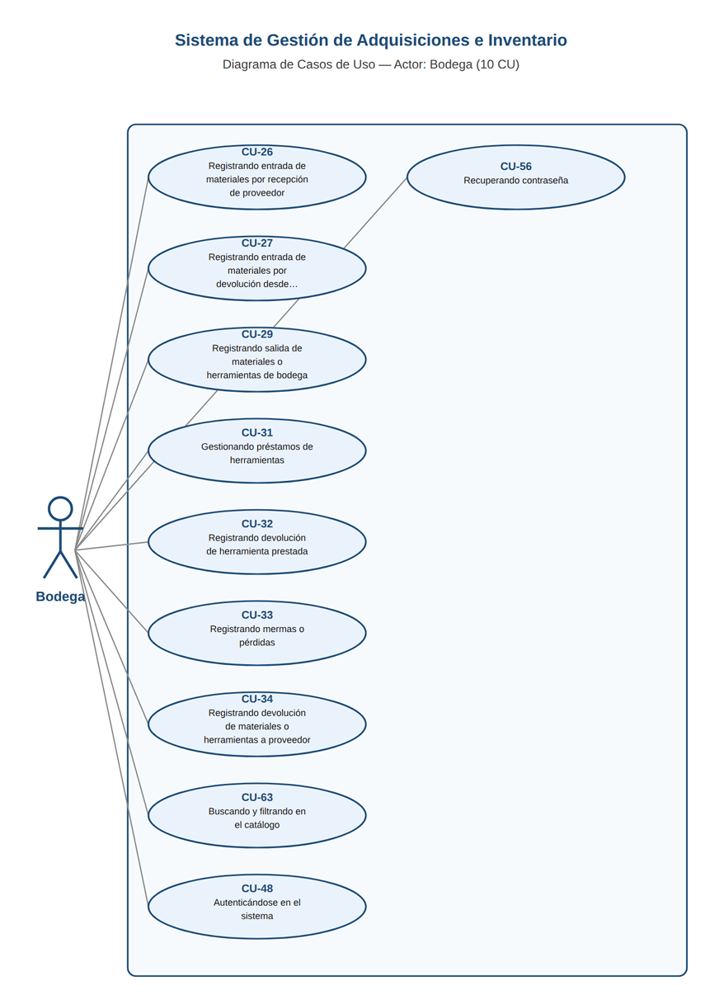 Sistema de Gestión de Adquisiciones e Inventario
Diagrama de Casos de Uso — Actor: Bodega (10 CU)
CU-26
Registrando entrada de
materiales por recepción
de proveedor
CU-56
Recuperando contraseña
CU-27
Registrando entrada de
materiales por
devolución desde…
CU-29
Registrando salida de
materiales o
herramientas de bodega
CU-31
Gestionando préstamos de
herramientas
CU-32
Registrando devolución
de herramienta prestada
Bodega
CU-33
Registrando mermas o
pérdidas
CU-34
Registrando devolución
de materiales o
herramientas a proveedor
CU-63
Buscando y filtrando en
el catálogo
CU-48
Autenticándose en el
sistema